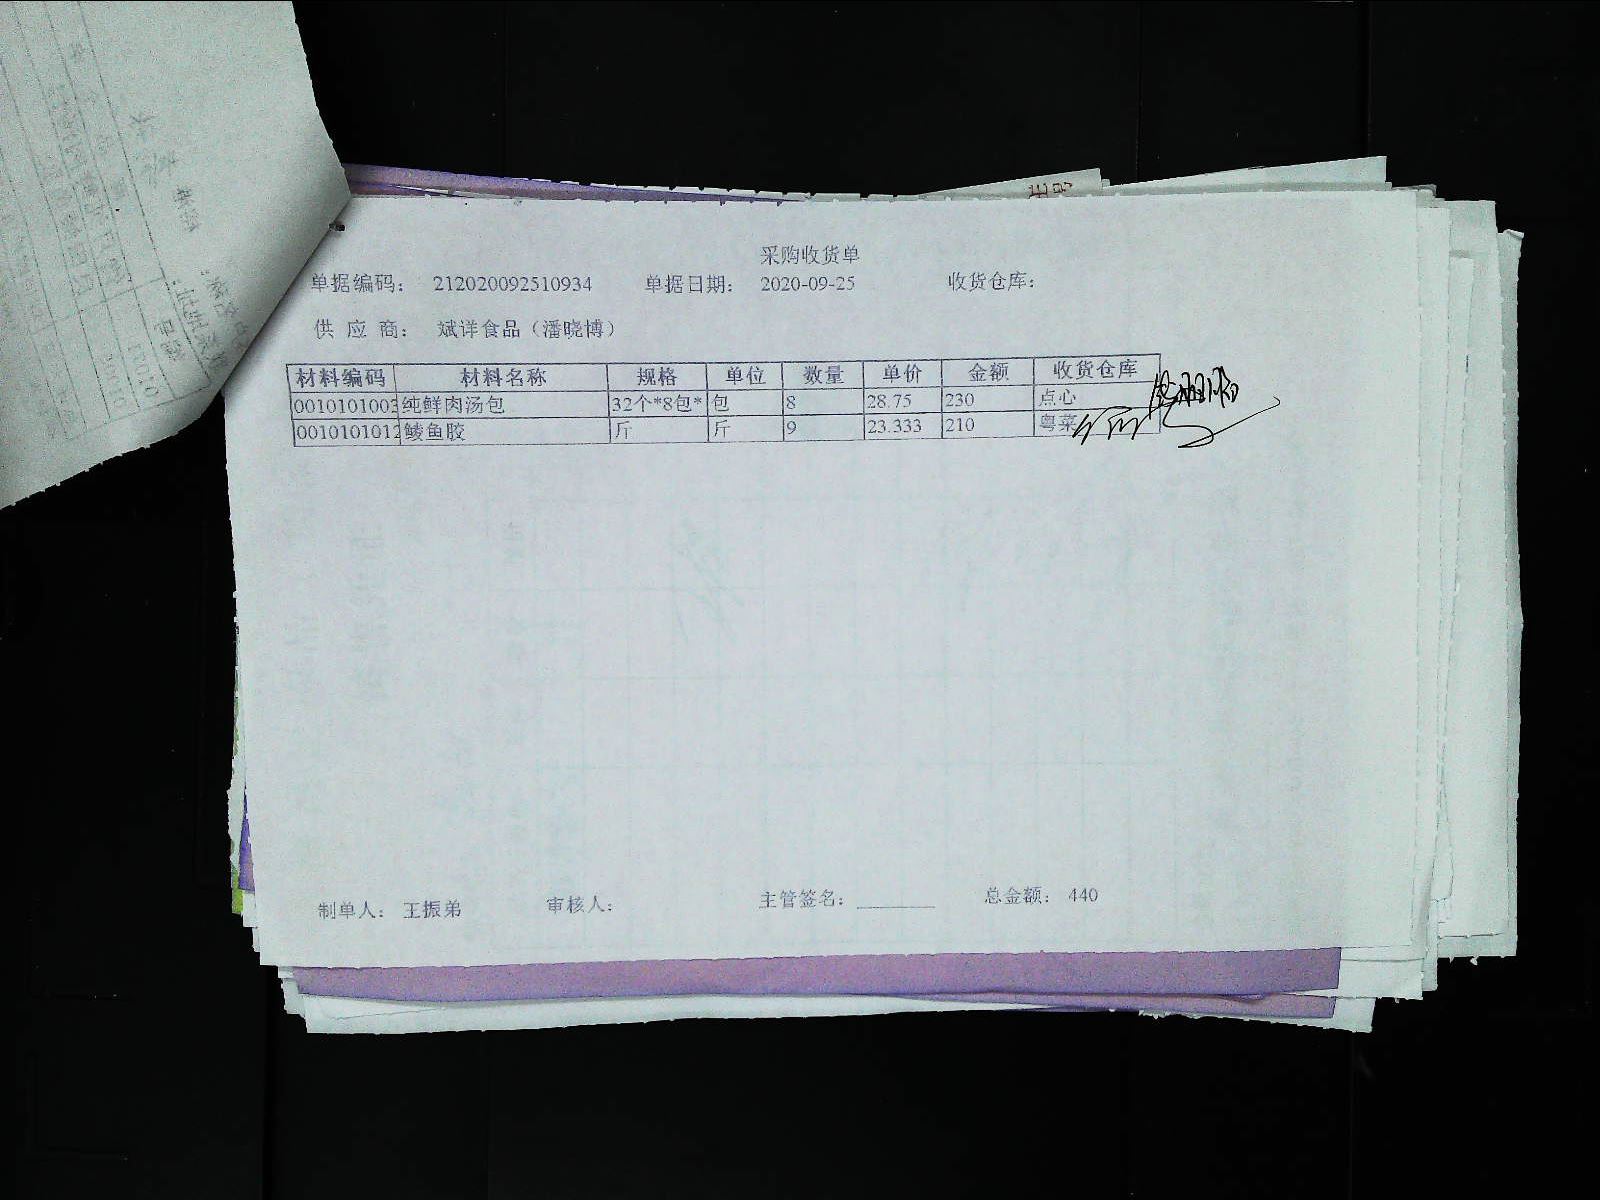 采购收货单
单据编码： 212020092510934 单据日期： 2020-09-25 收货仓库：
供 应 商： 斌详食品（潘晓博）
材料编码 材料名称 规格 单位 数量 单价 金额 收货仓库
0010101003 纯鲜肉汤包 32个*8包* 包 8 28.75 230 点心
0010101012 鲮鱼胶 斤 斤 9 23.333 210 粤菜
制单人： 王振弟 审核人： 主管签名： 总金额： 440